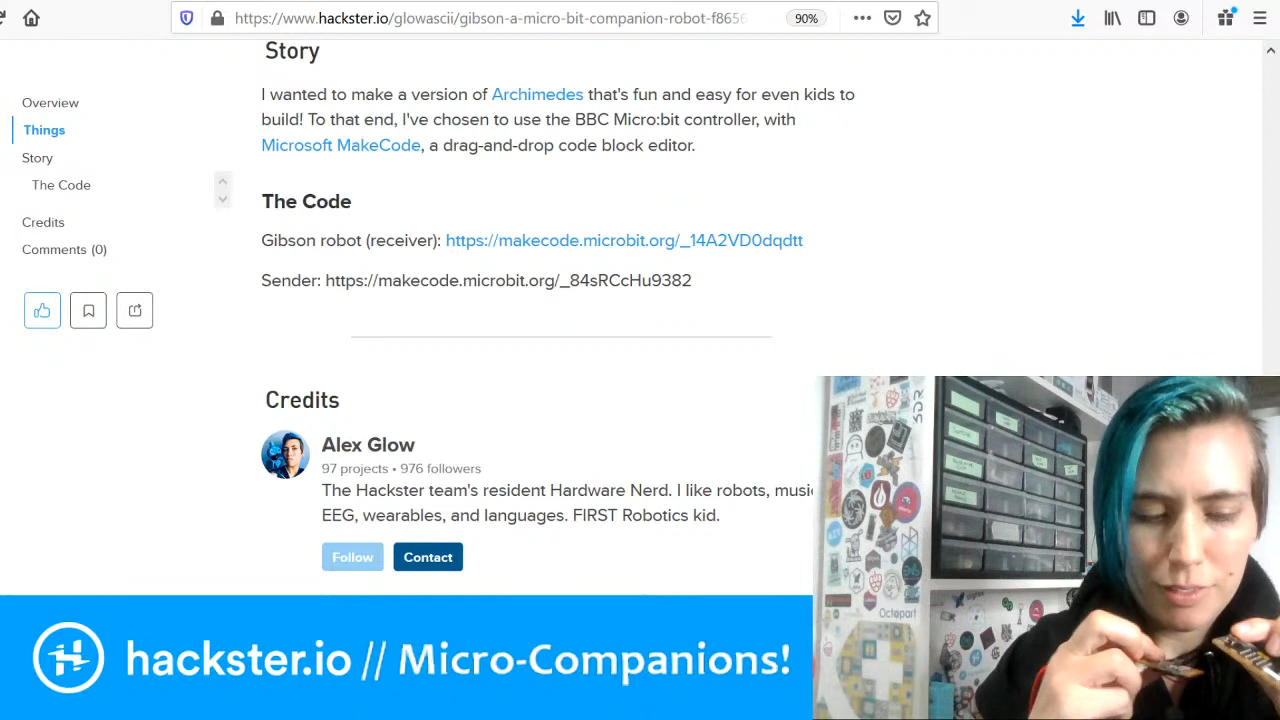 https://www.hackster.io/glowascii/gibson-a-micro-bit-companion-robot-f8656
90%
Story
Overview
Things
Story
The Code
Credits
Comments (0)
I wanted to make a version of Archimedes that's fun and easy for even kids to
build! To that end, I've chosen to use the BBC Micro:bit controller, with
Microsoft MakeCode, a drag-and-drop code block editor.
The Code
Gibson robot (receiver): https://makecode.microbit.org/_14A2VD0dqdtt
Sender: https://makecode.microbit.org/_84sRCcHu9382
Credits
Alex Glow
97 projects • 976 followers
The Hackster team's resident Hardware Nerd. I like robots, music
EEG, wearables, and languages. FIRST Robotics kid.
Follow
Contact
hackster.io // Micro-Companions!
SDR
Octopart